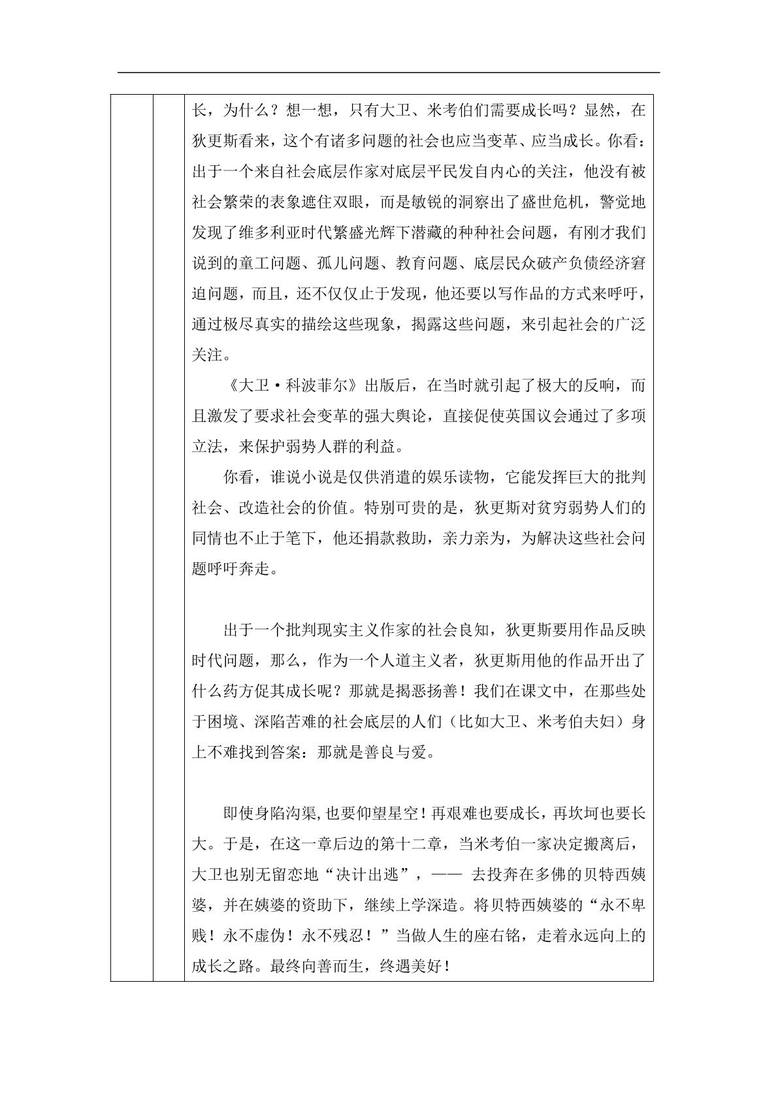 长，为什么？想一想，只有大卫、米考伯们需要成长吗？显然，在
狄更斯看来，这个有诸多问题的社会也应当变革、应当成长。你看：
出于一个来自社会底层作家对底层平民发自内心的关注，他没有被
社会繁荣的表象遮住双眼，而是敏锐的洞察出了盛世危机，警觉地
发现了维多利亚时代繁盛光辉下潜藏的种种社会问题，有刚才我们
说到的童工问题、孤儿问题、教育问题、底层民众破产负债经济窘
迫问题，而且，还不仅仅止于发现，他还要以写作品的方式来呼吁，
通过极尽真实的描绘这些现象，揭露这些问题，来引起社会的广泛
关注。
《大卫·科波菲尔》出版后，在当时就引起了极大的反响，而
且激发了要求社会变革的强大舆论，直接促使英国议会通过了多项
立法，来保护弱势人群的利益。
你看，谁说小说是仅供消遣的娱乐读物，它能发挥巨大的批判
社会、改造社会的价值。特别可贵的是，狄更斯对贫穷弱势人们的
同情也不止于笔下，他还捐款救助，亲力亲为，为解决这些社会问
题呼吁奔走。
出于一个批判现实主义作家的社会良知，狄更斯要用作品反映
时代问题，那么，作为一个人道主义者，狄更斯用他的作品开出了
什么药方促其成长呢？那就是揭恶扬善！我们在课文中，在那些处
于困境、深陷苦难的社会底层的人们（比如大卫、米考伯夫妇）身
上不难找到答案：那就是善良与爱。
即使身陷沟渠,也要仰望星空！再艰难也要成长，再坎坷也要长
大。于是，在这一章后边的第十二章，当米考伯一家决定搬离后，
大卫也别无留恋地“决计出逃”，—— 去投奔在多佛的贝特西姨
婆，并在姨婆的资助下，继续上学深造。将贝特西姨婆的“永不卑
贱！永不虚伪！永不残忍！”当做人生的座右铭，走着永远向上的
成长之路。最终向善而生，终遇美好！